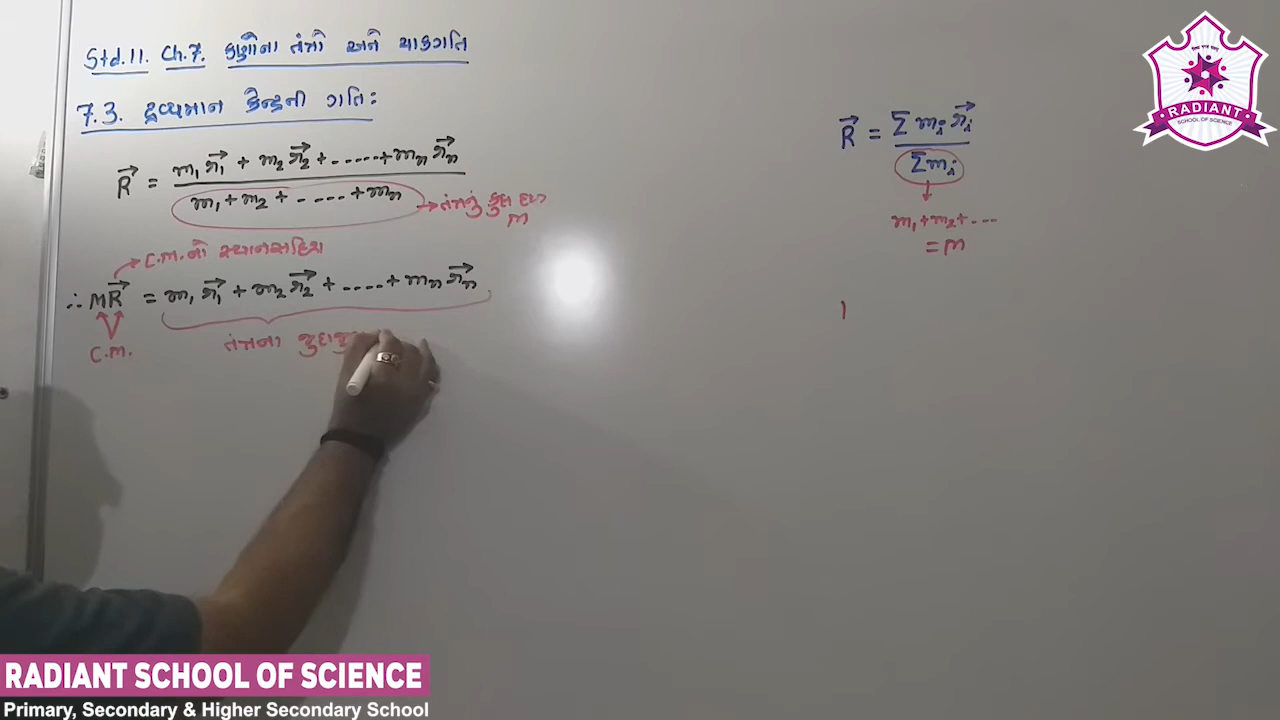 Std.11. Ch.7. કણોના તંત્રો અને ચાકગતિ
7.3. દ્રવ્યમાન કેન્દ્રની ગતિ:
R⃗ = m₁r⃗₁ + m₂r⃗₂ + ..... + mₙr⃗ₙ
m₁ + m₂ + ..... + mₙ → તંત્રનું કુલ દળ
M
C.M. નો સ્થાનસદિશ
∴ MR⃗ = m₁r⃗₁ + m₂r⃗₂ + ..... + mₙr⃗ₙ
C.M.
તંત્રના
R⃗ = Σmᵢr⃗ᵢ
Σmᵢ
m₁+m₂+...
= M
RADIANT
SCHOOL OF SCIENCE
RADIANT SCHOOL OF SCIENCE
Primary, Secondary & Higher Secondary School